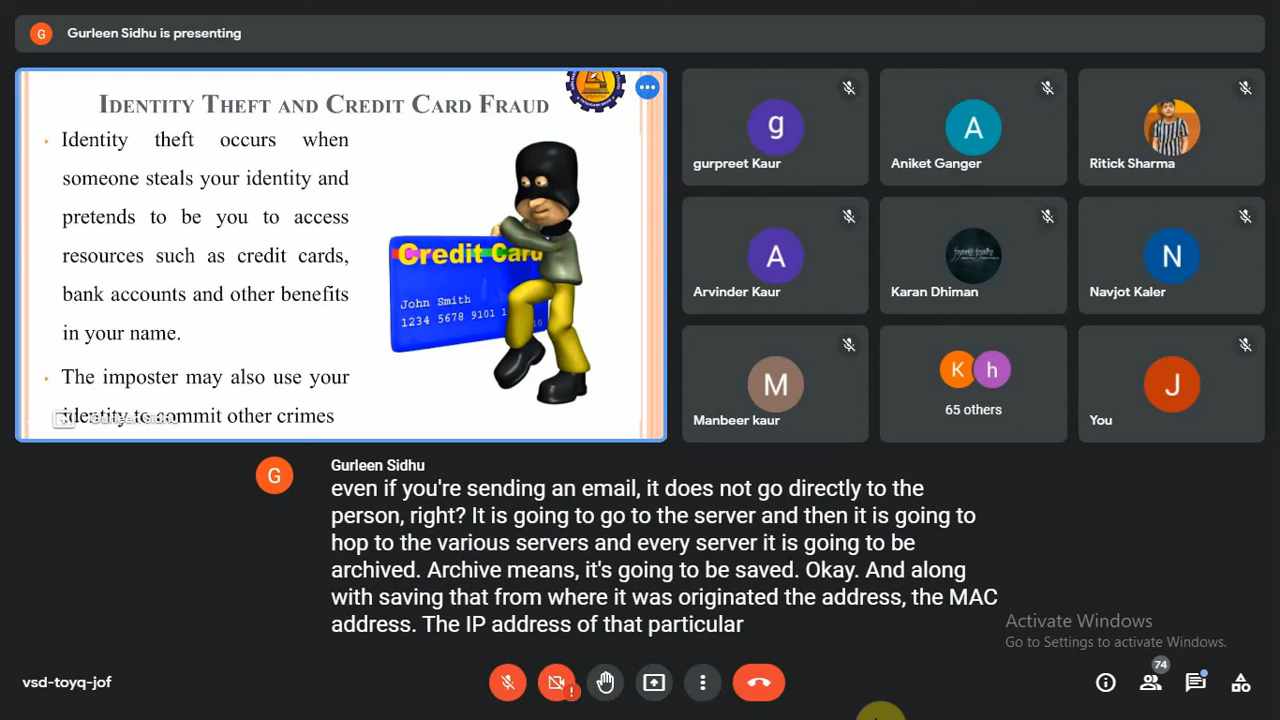 G
Gurleen Sidhu is presenting
IDENTITY THEFT AND CREDIT CARD FRAUD
• Identity theft occurs when
someone steals your identity and
pretends to be you to access
resources such as credit cards,
bank accounts and other benefits
in your name.
• The imposter may also use your
identity to commit other crimes
Gurleen Sidhu
Credit Card
John Smith
1234 5678 9101 1
10
g
gurpreet Kaur
A
Aniket Ganger
Ritick Sharma
A
Arvinder Kaur
Karan Dhiman
N
Navjot Kaler
M
Manbeer kaur
K h
65 others
J
You
G
Gurleen Sidhu
even if you're sending an email, it does not go directly to the
person, right? It is going to go to the server and then it is going to
hop to the various servers and every server it is going to be
archived. Archive means, it's going to be saved. Okay. And along
with saving that from where it was originated the address, the MAC
address. The IP address of that particular
Activate Windows
Go to Settings to activate Windows.
vsd-toyq-jof
!
74